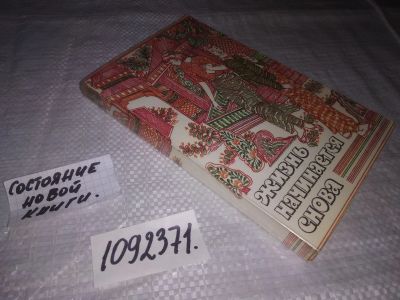 ЖИЗНЬ
НАЧИНАЕТСЯ
СНОВА
СОСТОЯНИЕ
НОВОЙ
КНИГИ.
1092371.